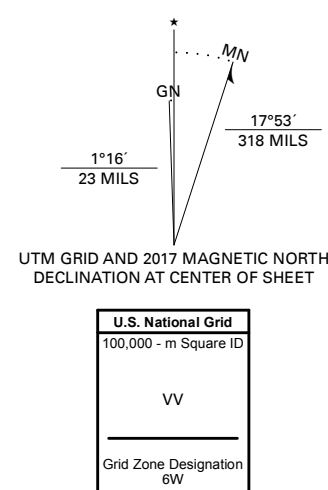 ★
MN
GN
17°53´
318 MILS
1°16´
23 MILS
UTM GRID AND 2017 MAGNETIC NORTH
DECLINATION AT CENTER OF SHEET
U.S. National Grid
100,000 - m Square ID
VV
Grid Zone Designation
6W